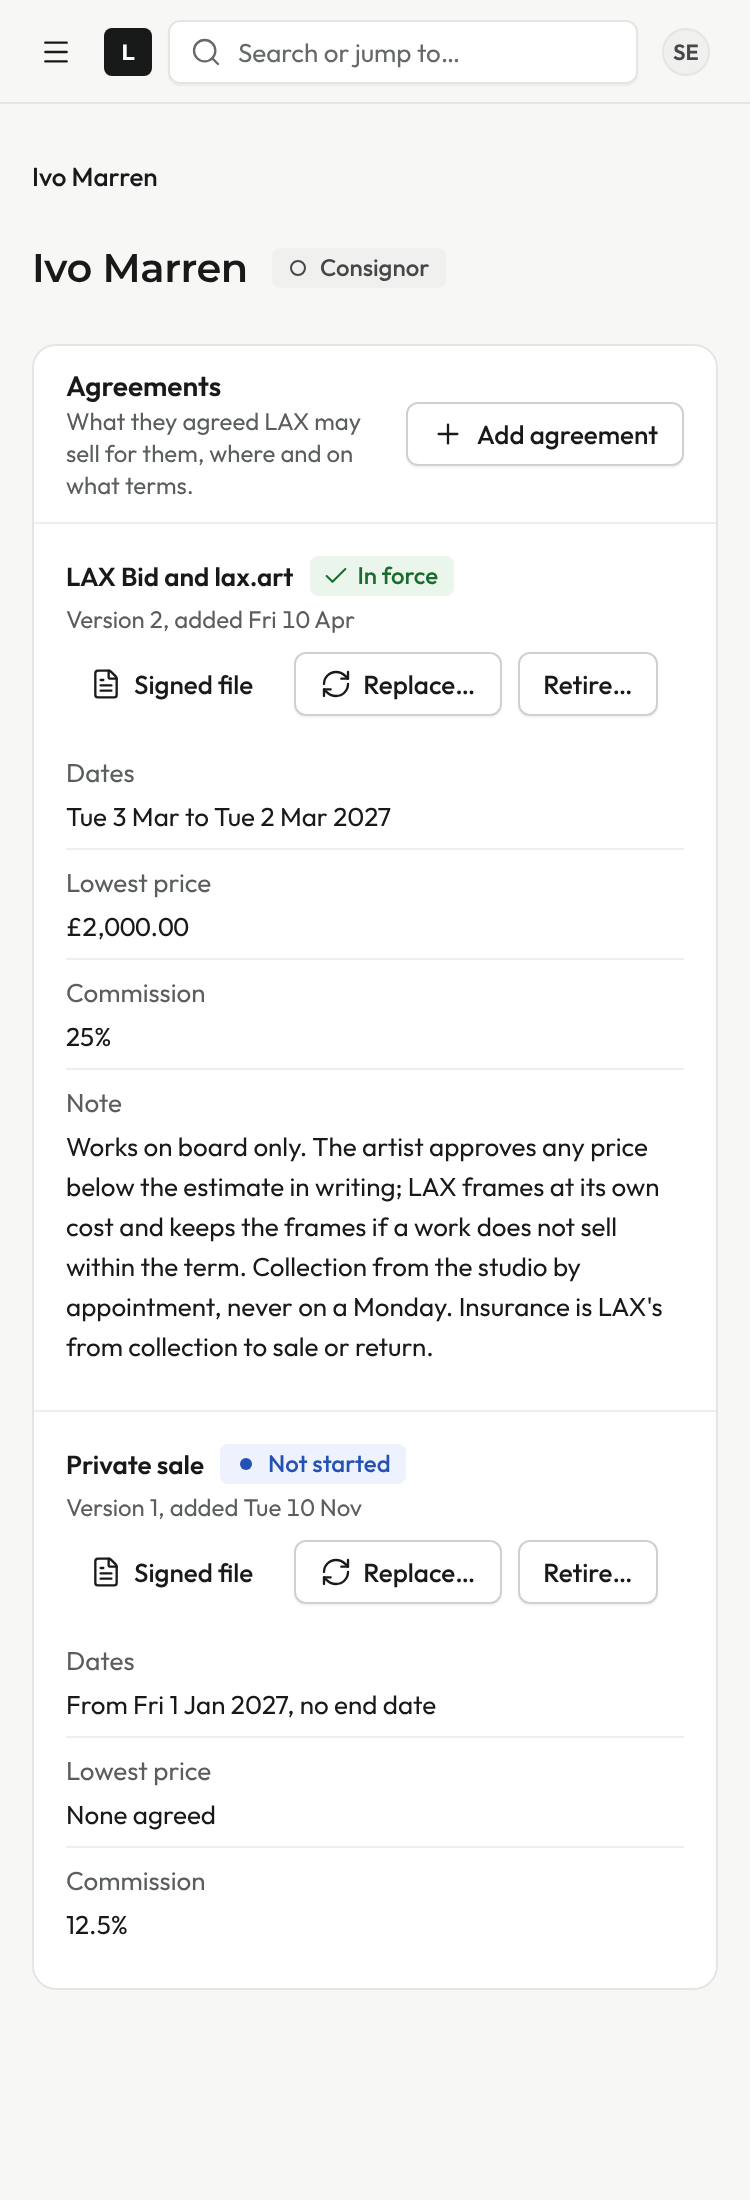 L
Search or jump to...
SE
Ivo Marren
Ivo Marren
Consignor
Agreements
What they agreed LAX may
sell for them, where and on
what terms.
Add agreement
LAX Bid and lax.art
In force
Version 2, added Fri 10 Apr
Signed file
Replace...
Retire...
Dates
Tue 3 Mar to Tue 2 Mar 2027
Lowest price
£2,000.00
Commission
25%
Note
Works on board only. The artist approves any price
below the estimate in writing; LAX frames at its own
cost and keeps the frames if a work does not sell
within the term. Collection from the studio by
appointment, never on a Monday. Insurance is LAX's
from collection to sale or return.
Private sale
Not started
Version 1, added Tue 10 Nov
Signed file
Replace...
Retire...
Dates
From Fri 1 Jan 2027, no end date
Lowest price
None agreed
Commission
12.5%